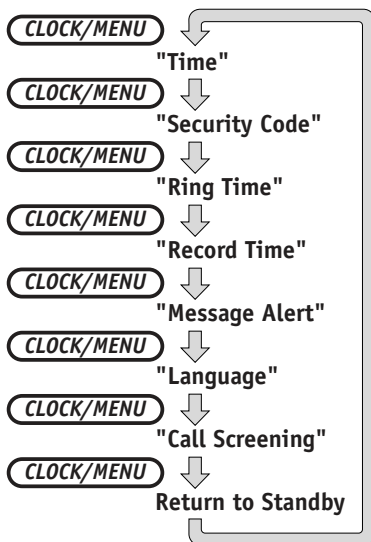 CLOCK/MENU
"Time"
CLOCK/MENU
"Security Code"
CLOCK/MENU
"Ring Time"
CLOCK/MENU
"Record Time"
CLOCK/MENU
"Message Alert"
CLOCK/MENU
"Language"
CLOCK/MENU
"Call Screening"
CLOCK/MENU
Return to Standby